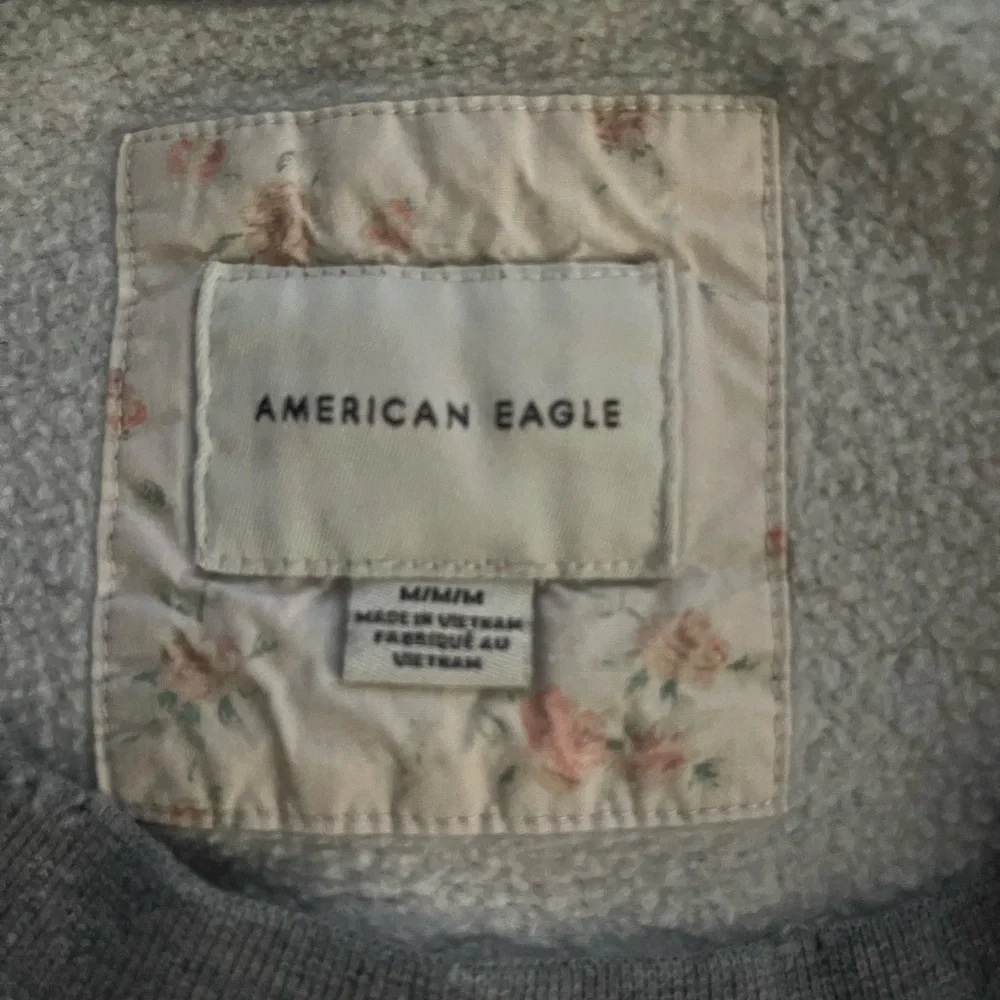 AMERICAN EAGLE
M/M/M
MADE IN VIETNAM
FABRIQUÉ AU
VIETNAM